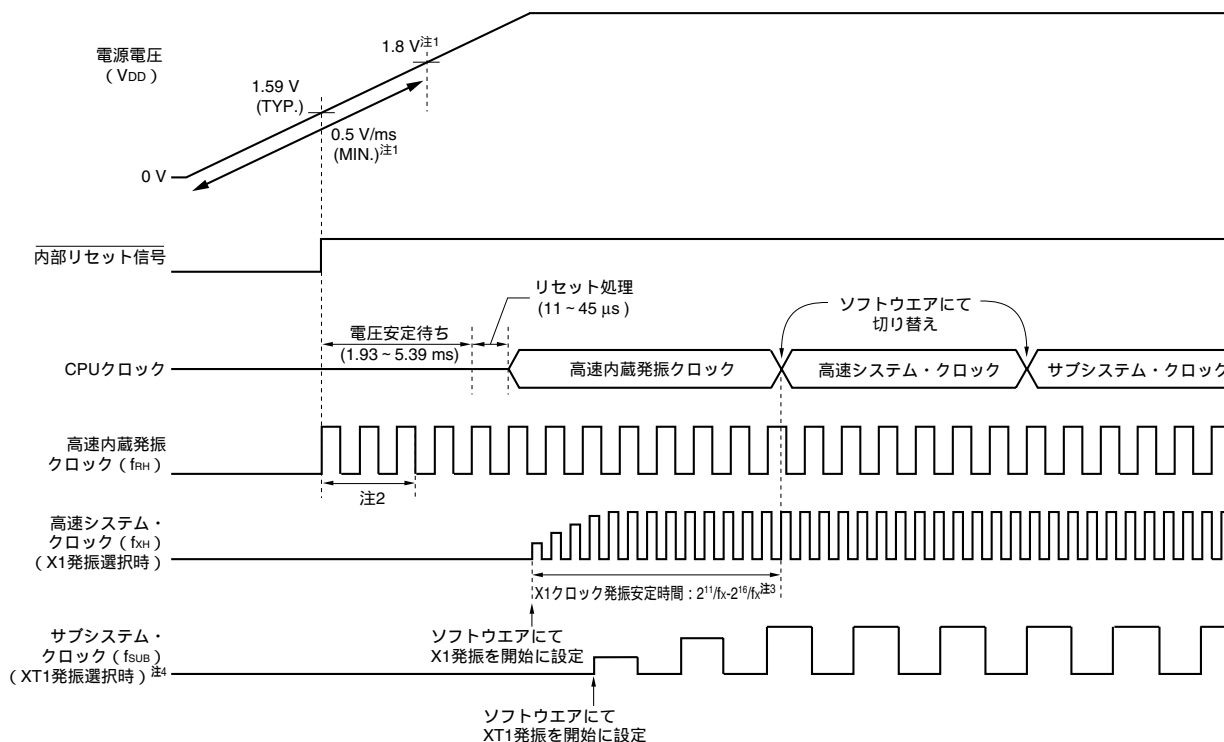 電源電圧
（VDD）
1.8 V注1
1.59 V
(TYP.)
0.5 V/ms
(MIN.)注1
0 V
内部リセット信号
リセット処理
(11～45 μs )
電圧安定待ち
(1.93～5.39 ms)
ソフトウエアにて
切り替え
CPUクロック
高速内蔵発振クロック
高速システム・クロック
サブシステム・クロック
高速内蔵発振
クロック（fRH）
注2
高速システム・
クロック（fXH）
（X1発振選択時）
X1クロック発振安定時間：2^11/fX-2^16/fX注3
ソフトウエアにて
X1発振を開始に設定
サブシステム・
クロック（fSUB）
（XT1発振選択時）注4
ソフトウエアにて
XT1発振を開始に設定